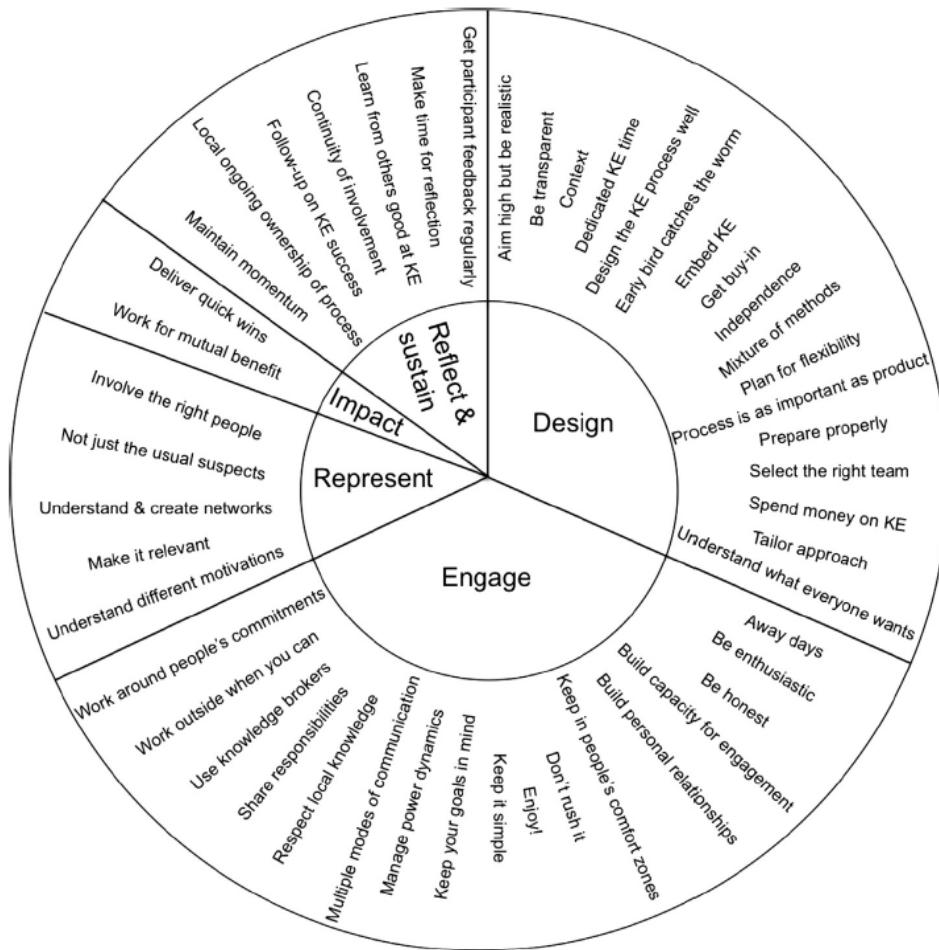 Design
Aim high but be realistic
Be transparent
Context
Dedicated KE time
Design the KE process well
Early bird catches the worm
Embed KE
Get buy-in
Independence
Mixture of methods
Plan for flexibility
Process is as important as product
Prepare properly
Select the right team
Spend money on KE
Tailor approach
Understand what everyone wants
Engage
Away days
Be enthusiastic
Be honest
Build capacity for engagement
Build personal relationships
Keep in people's comfort zones
Don't rush it
Enjoy!
Keep it simple
Keep your goals in mind
Manage power dynamics
Multiple modes of communication
Respect local knowledge
Share responsibilities
Use knowledge brokers
Work outside when you can
Work around people's commitments
Represent
Understand different motivations
Make it relevant
Understand & create networks
Not just the usual suspects
Involve the right people
Impact
Work for mutual benefit
Deliver quick wins
Reflect &
sustain
Maintain momentum
Local ongoing ownership of process
Follow-up on KE success
Continuity of involvement
Learn from others good at KE
Make time for reflection
Get participant feedback regularly